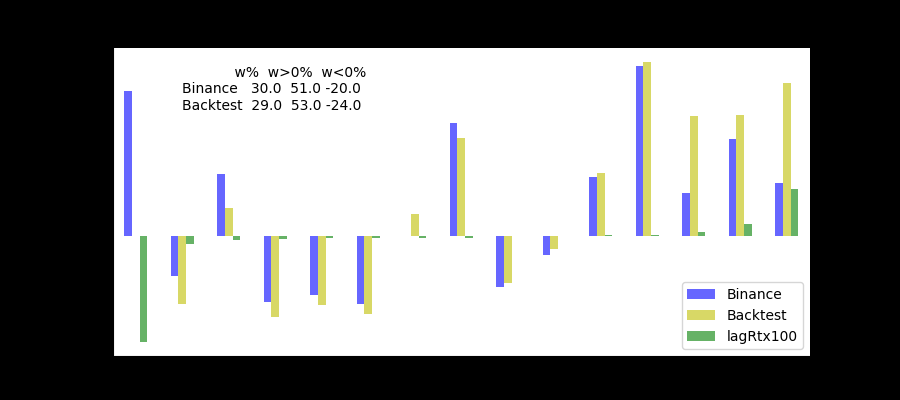 w% w>0% w<0%
Binance 30.0 51.0 -20.0
Backtest 29.0 53.0 -24.0
Binance
Backtest
lagRtx100